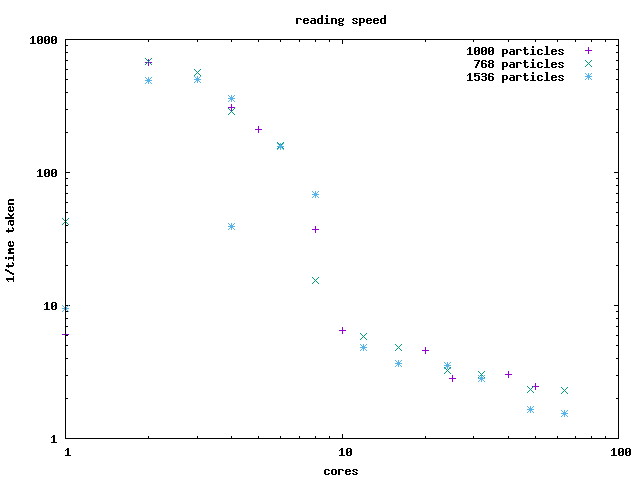 reading speed
1000 particles
768 particles
1536 particles
1000
100
10
1
1/time taken
1 10 100
cores